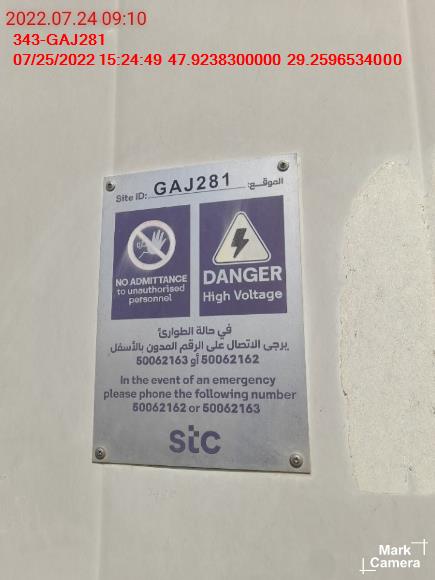 2022.07.24 09:10
343-GAJ281
07/25/2022 15:24:49 47.9238300000 29.2596534000
Site ID: GAJ281 الموقع:
NO ADMITTANCE
to unauthorised
personnel
DANGER
High Voltage
في حالة الطوارئ
يرجى الاتصال على الرقم المدون بالأسفل
50062162 أو 50062163
In the event of an emergency
please phone the following number
50062162 or 50062163
stc
Mark
Camera